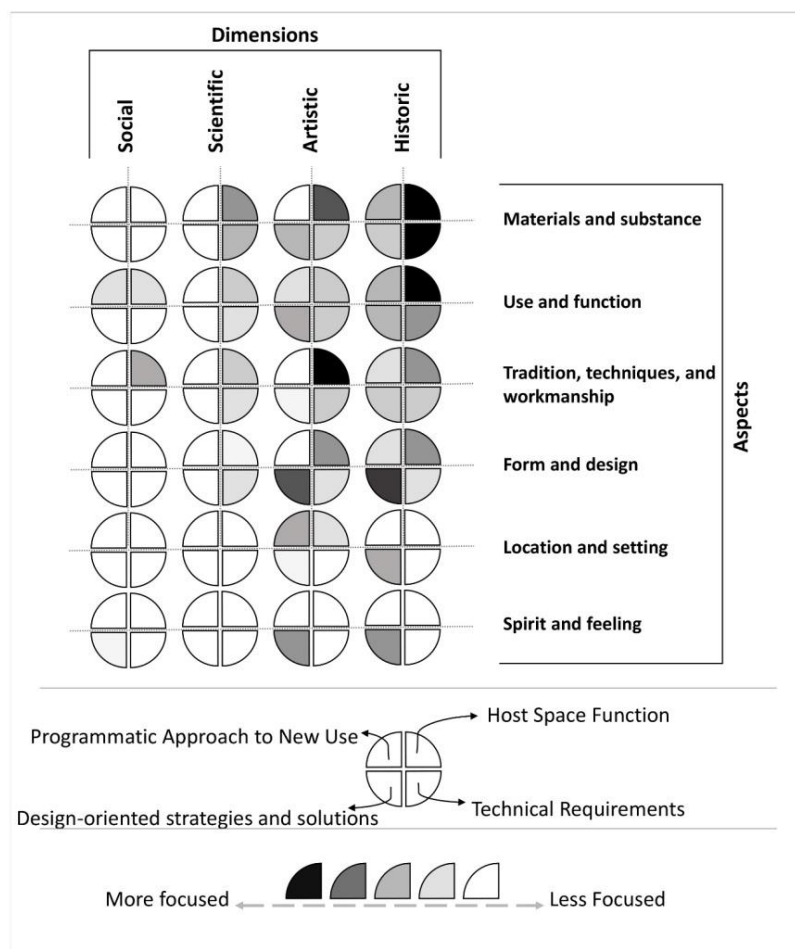 Dimensions
Social
Scientific
Artistic
Historic
Materials and substance
Use and function
Tradition, techniques, and
workmanship
Form and design
Location and setting
Spirit and feeling
Aspects
Host Space Function
Programmatic Approach to New Use
Design-oriented strategies and solutions
Technical Requirements
More focused
Less Focused